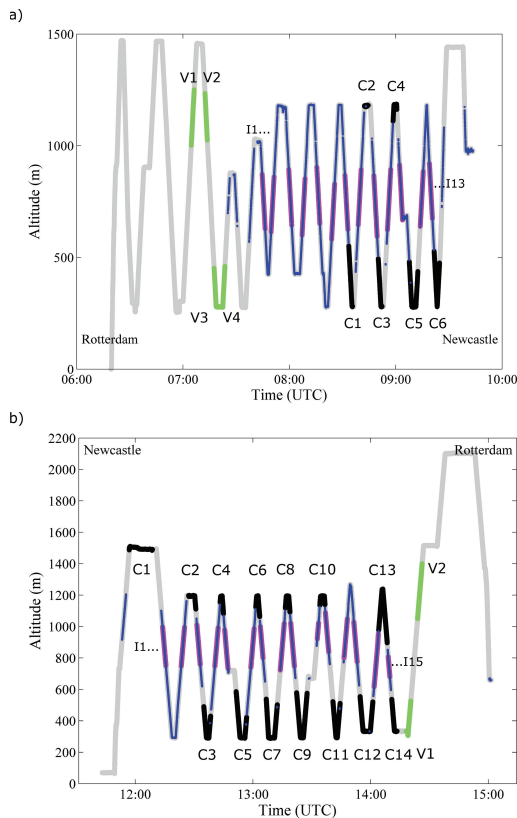 a)
1500
V1 V2
C2 C4
I1...
1000
...I13
Altitude (m)
500
V3 V4
C1 C3 C5 C6
Rotterdam
Newcastle
0
06:00 07:00 08:00 09:00 10:00
Time (UTC)
b)
2200
Newcastle
Rotterdam
2000
1800
1600
1400
C1 C2 C4 C6 C8 C10 C13 V2
1200
1000
I1...
...I15
800
Altitude (m)
600
400
200
C3 C5 C7 C9 C11 C12 C14 V1
0
12:00 13:00 14:00 15:00
Time (UTC)